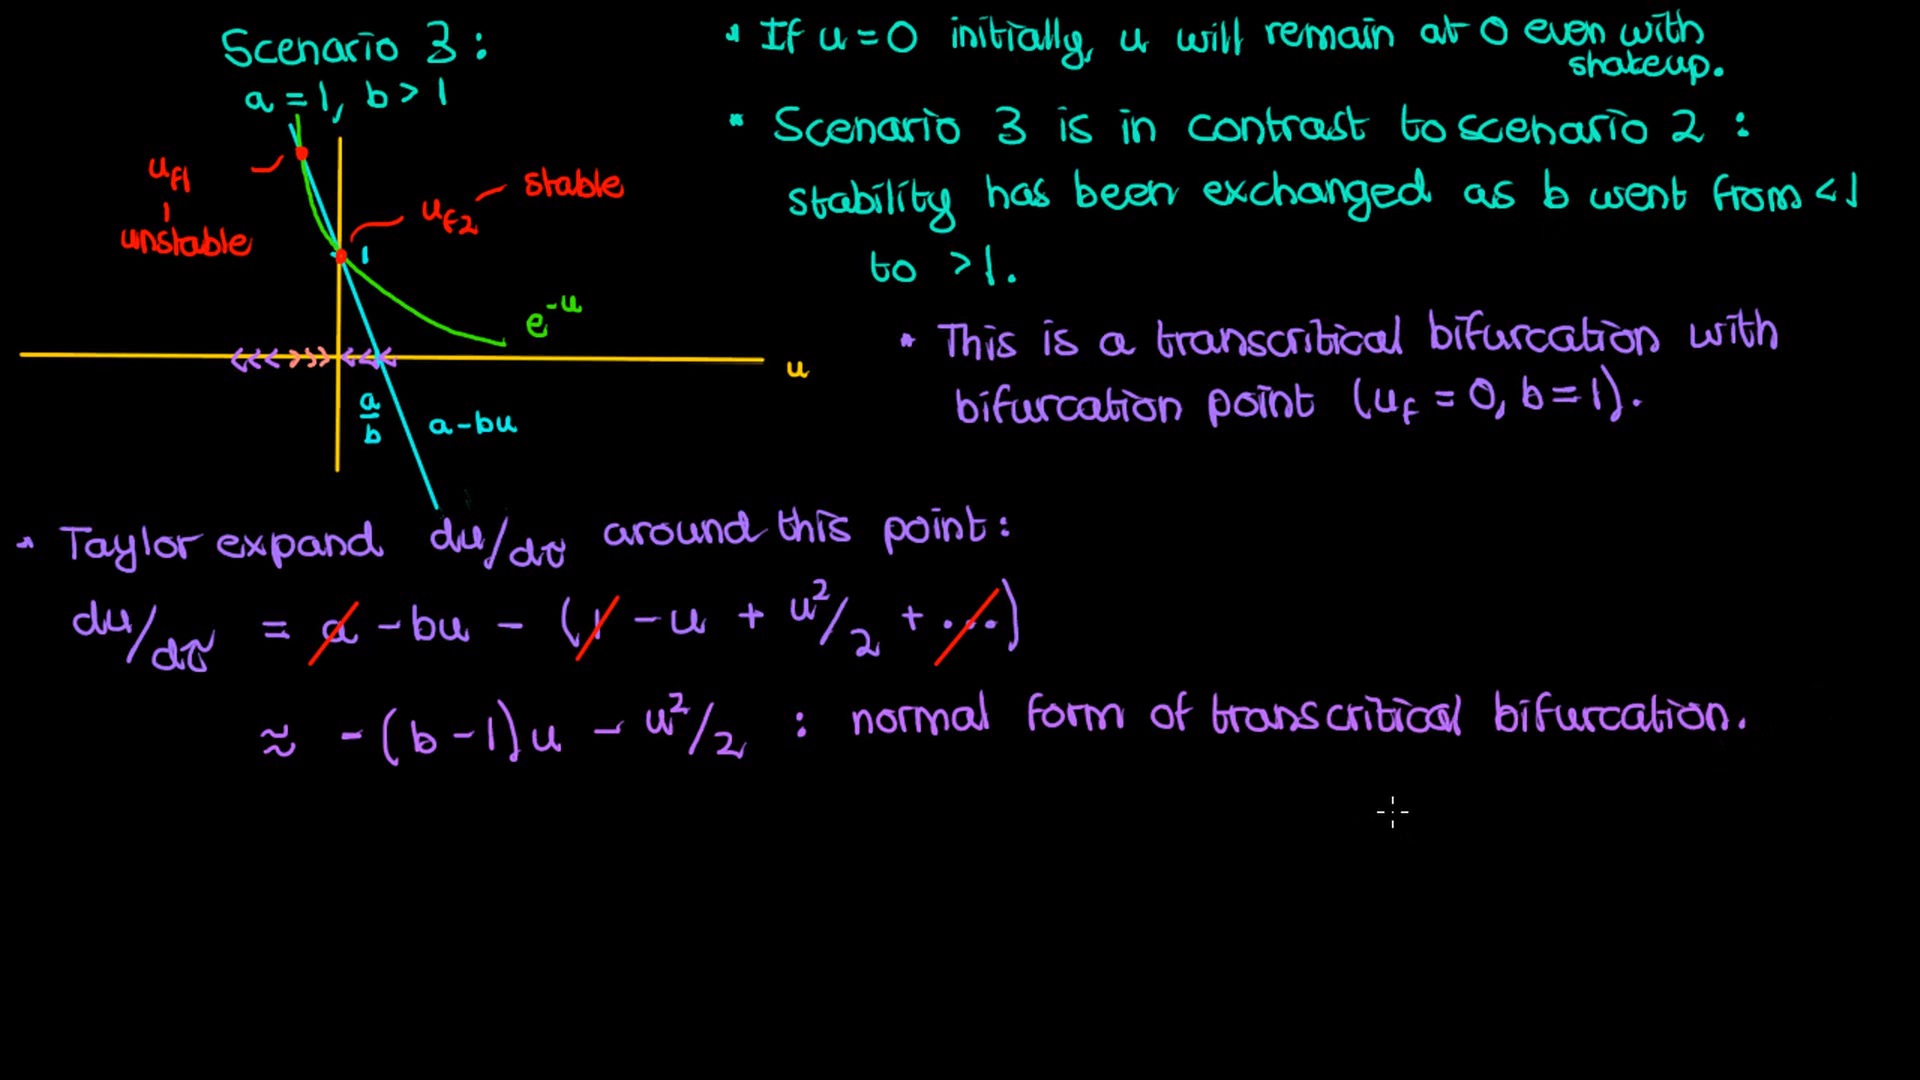 Scenario 3 :
a = 1, b > 1
u_f1
unstable
u_f2
stable
1
e^-u
u
a/b
a-bu
* If u = 0 initially, u will remain at 0 even with
shakeup.
* Scenario 3 is in contrast to scenario 2 :
stability has been exchanged as b went from <1
to >1.
* This is a transcritical bifurcation with
bifurcation point (u_f = 0, b = 1).
* Taylor expand du/dτ around this point :
du/dτ = a - bu - (1 - u + u²/2 + ...)
≈ - (b-1)u - u²/2 : normal form of transcritical bifurcation.